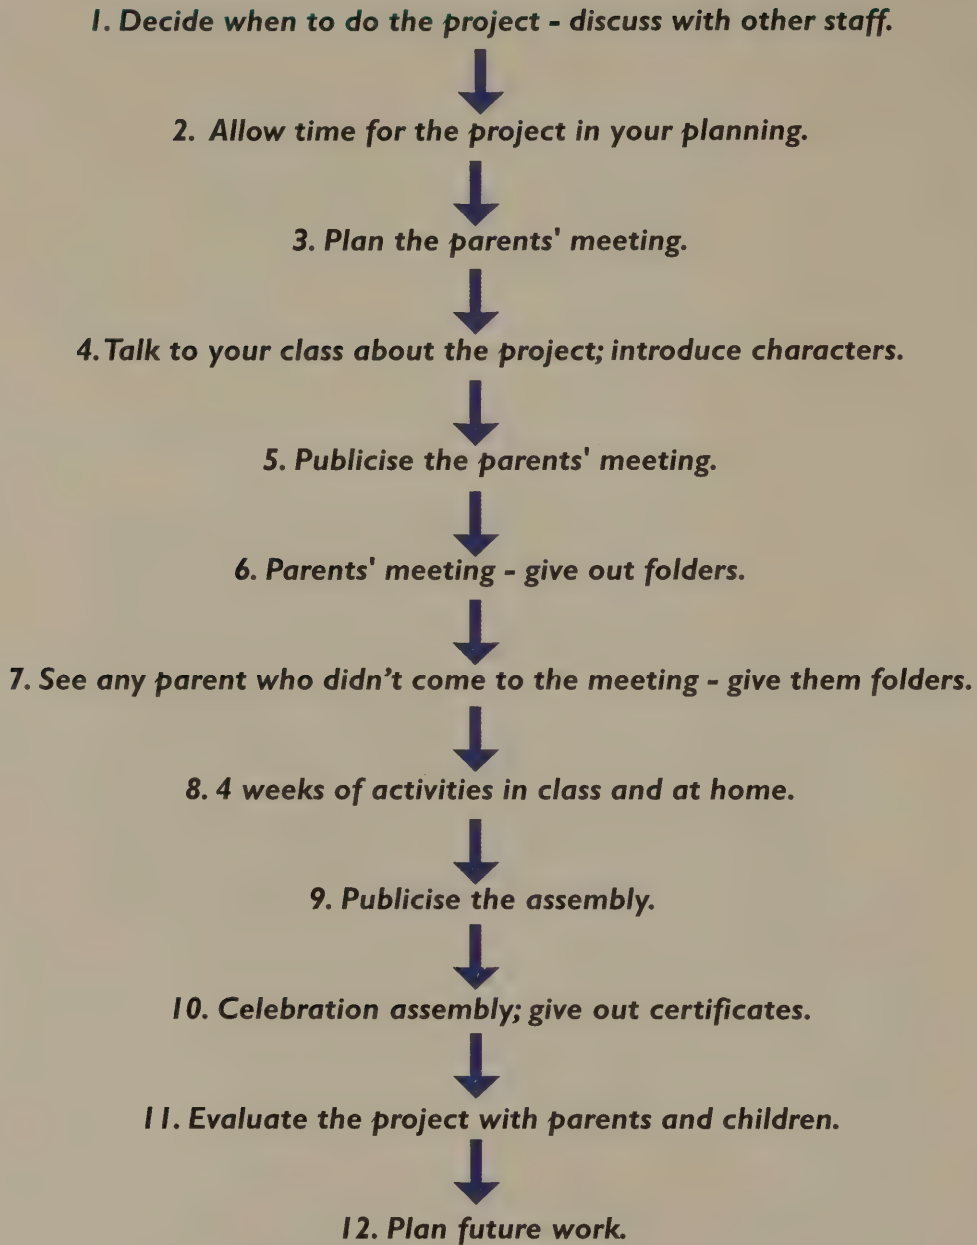 1. Decide when to do the project - discuss with other staff.
2. Allow time for the project in your planning.
3. Plan the parents' meeting.
4. Talk to your class about the project; introduce characters.
5. Publicise the parents' meeting.
6. Parents' meeting - give out folders.
7. See any parent who didn’t come to the meeting - give them folders.
8. 4 weeks of activities in class and at home.
9. Publicise the assembly.
10. Celebration assembly; give out certificates.
11. Evaluate the project with parents and children.
12. Plan future work.